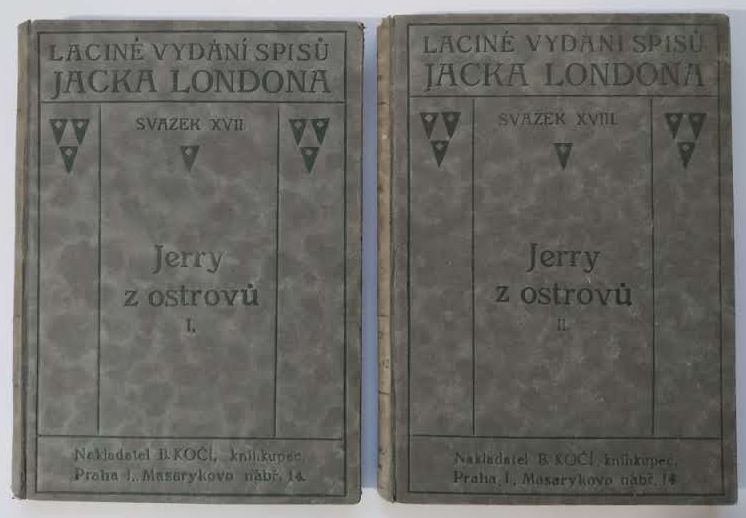 LACINÉ VYDÁNÍ SPISŮ
JACKA LONDONA
SVAZEK XVII
Jerry
z ostrovů
I.
Nakladatel B. KOČÍ, knihkupec,
Praha I., Masarykovo nábř. 14.
LACINÉ VYDÁNÍ SPISŮ
JACKA LONDONA
SVAZEK XVIII.
Jerry
z ostrovů
II.
Nakladatel B. KOČÍ, knihkupec,
Praha I., Masarykovo nábř. 14